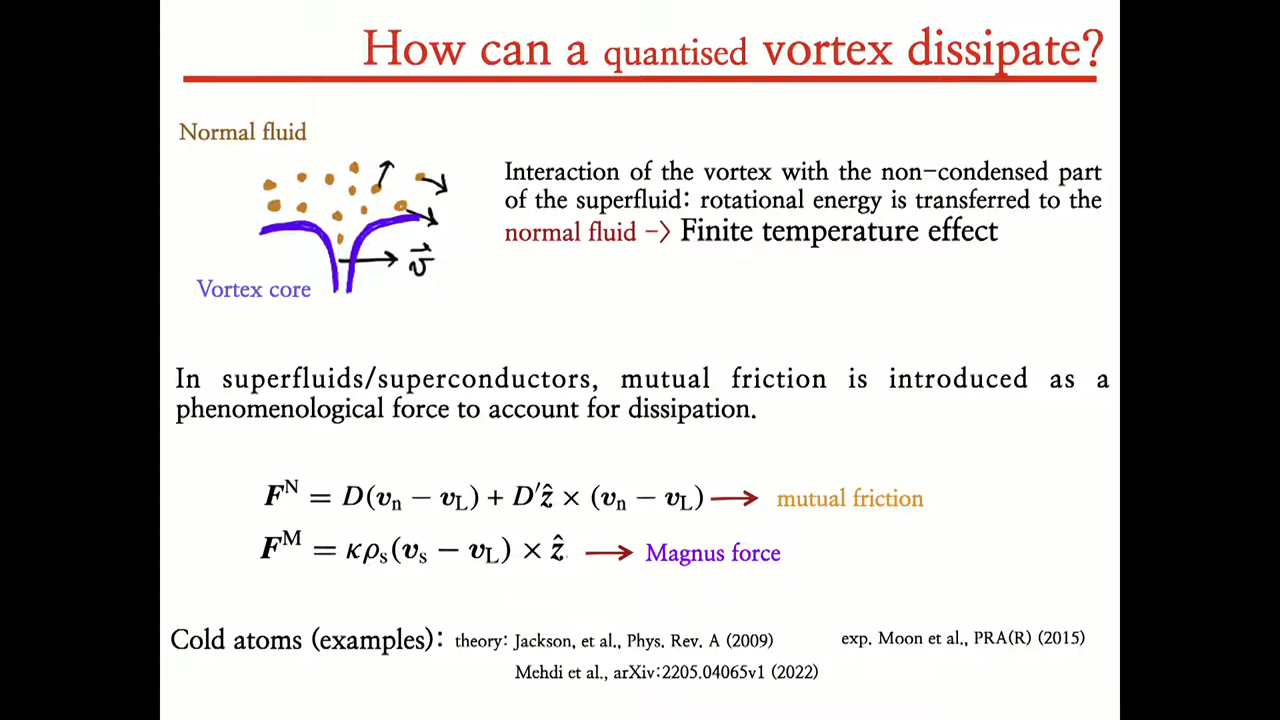 How can a quantised vortex dissipate?
Normal fluid
Interaction of the vortex with the non-condensed part
of the superfluid: rotational energy is transferred to the
normal fluid -> Finite temperature effect
v⃗
Vortex core
In superfluids/superconductors, mutual friction is introduced as a
phenomenological force to account for dissipation.
F^N = D(v_n − v_L) + D′ẑ × (v_n − v_L) → mutual friction
F^M = κρ_s(v_s − v_L) × ẑ → Magnus force
Cold atoms (examples): theory: Jackson, et al., Phys. Rev. A (2009) exp. Moon et al., PRA(R) (2015)
Mehdi et al., arXiv:2205.04065v1 (2022)